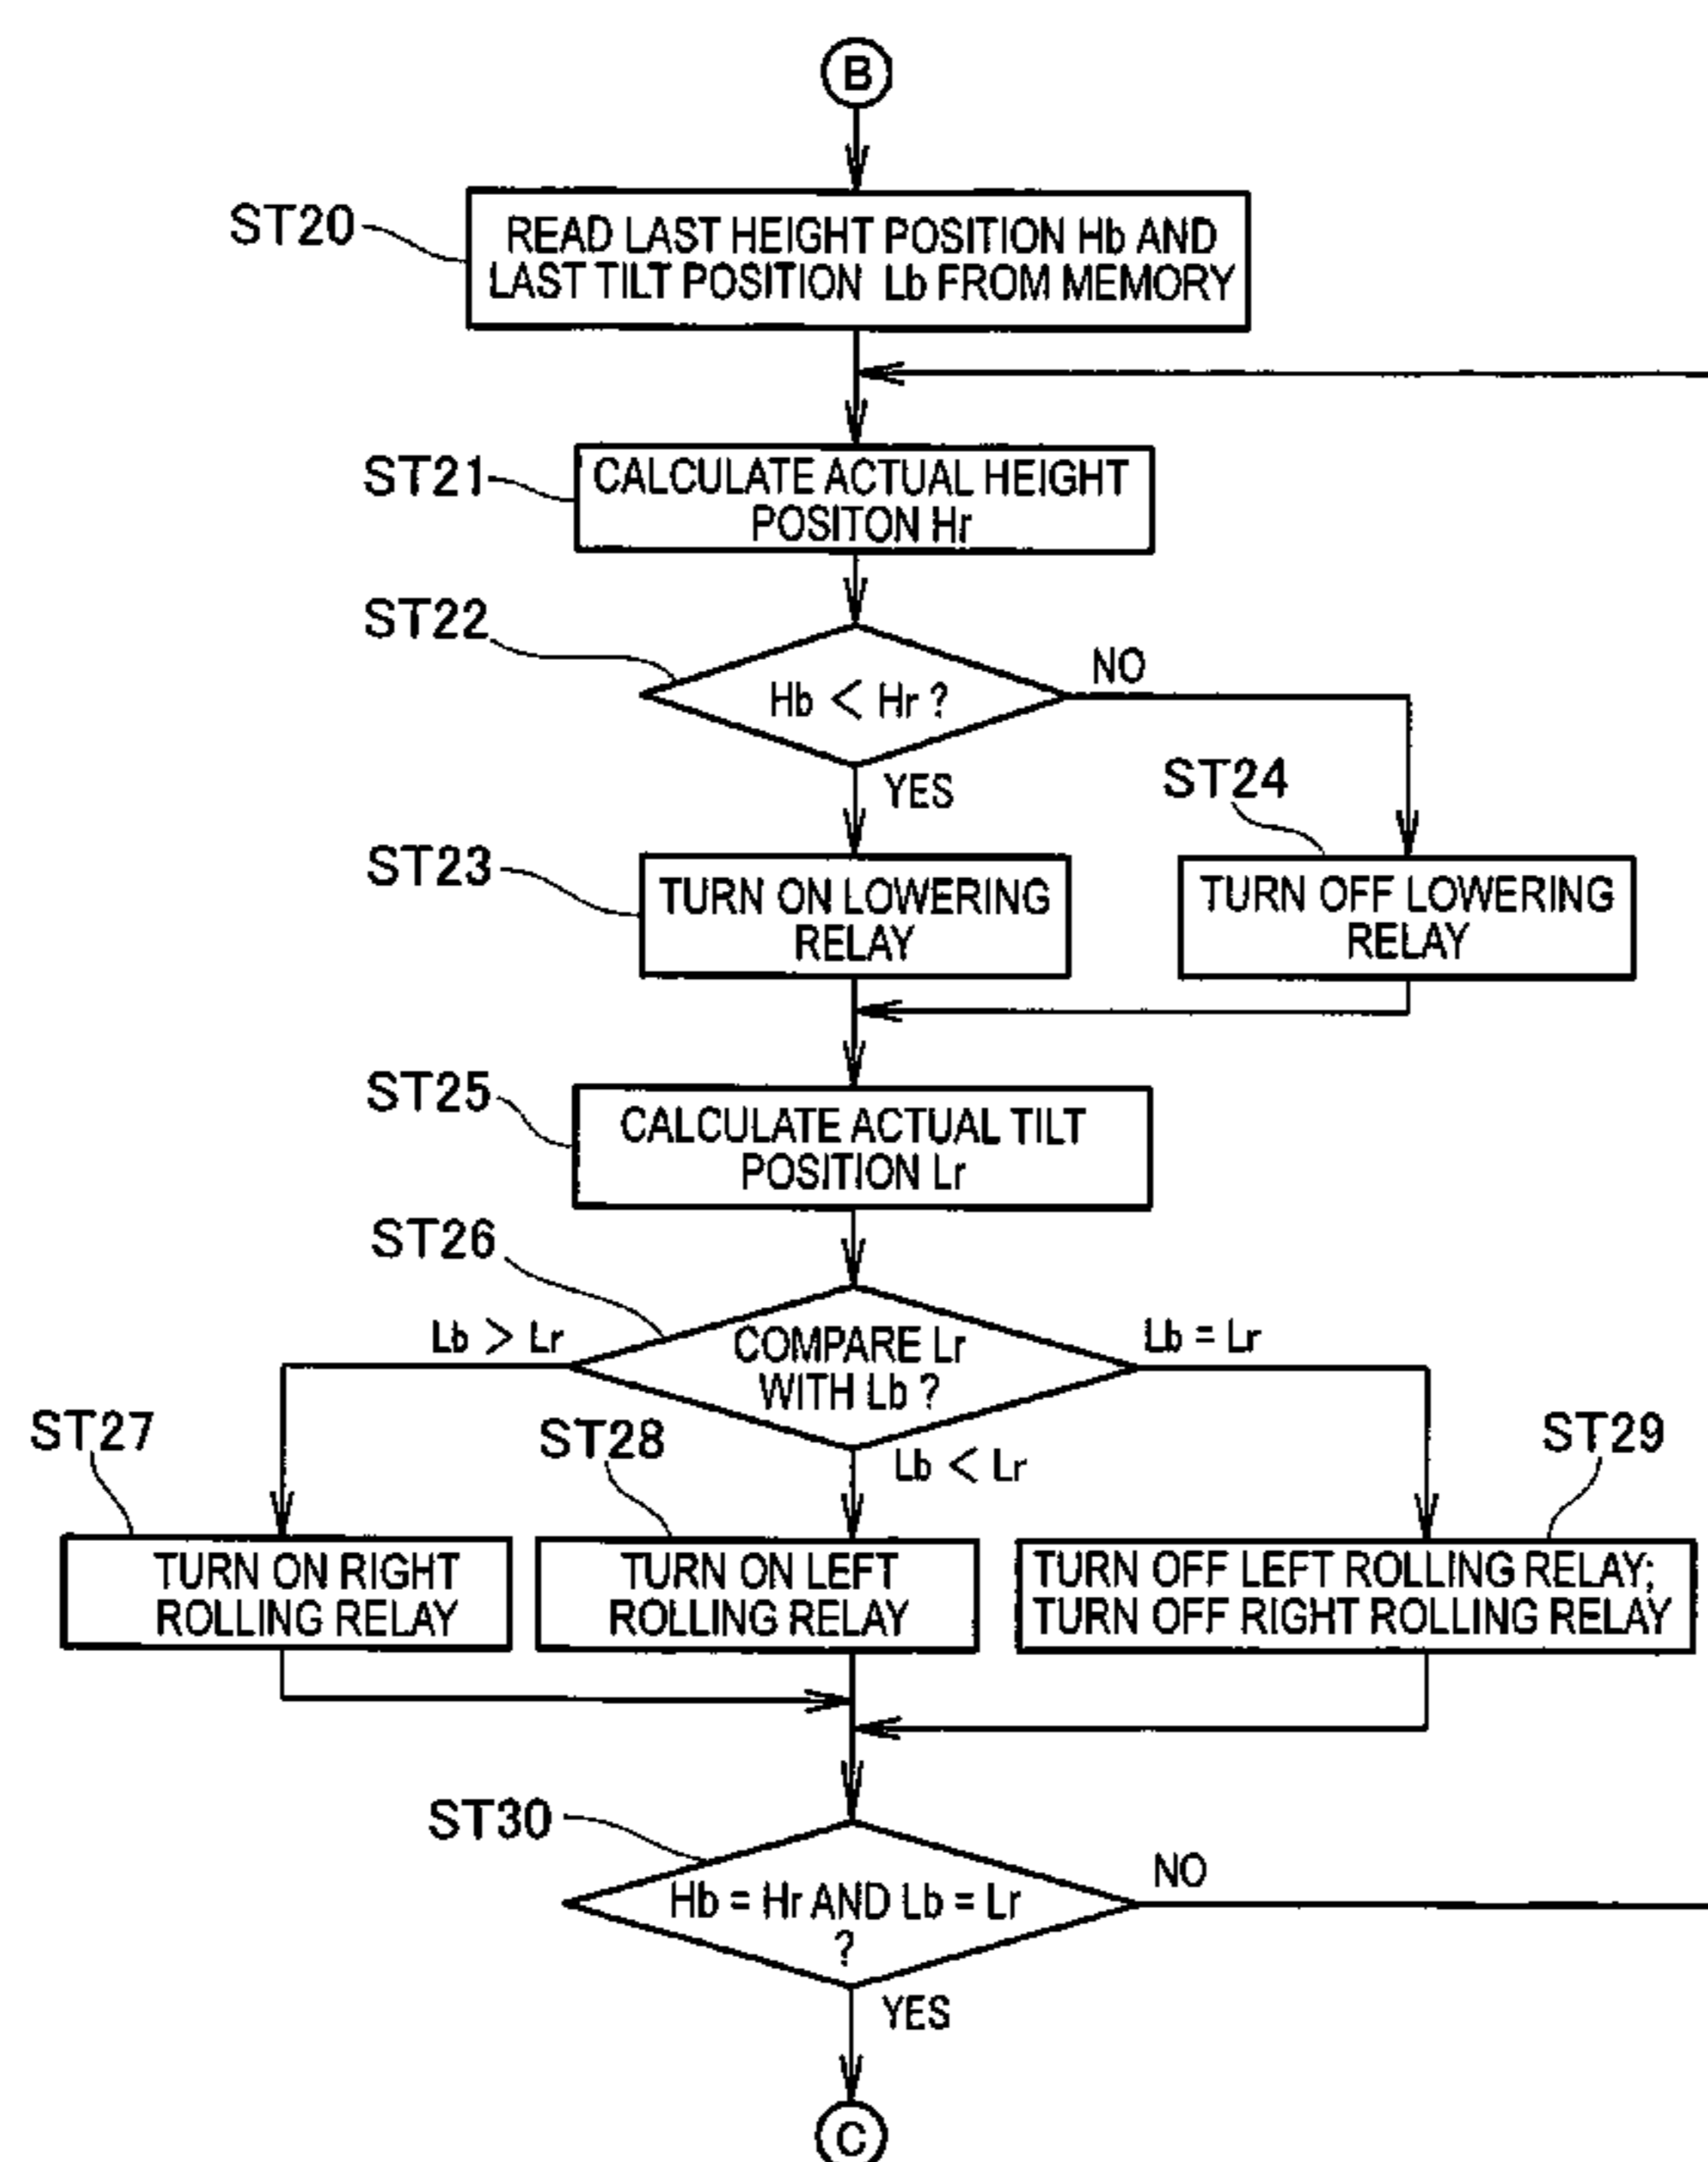 B
ST20
READ LAST HEIGHT POSITION Hb AND
LAST TILT POSITION Lb FROM MEMORY
ST21
CALCULATE ACTUAL HEIGHT
POSITON Hr
ST22
Hb < Hr ?
NO
YES
ST23
TURN ON LOWERING
RELAY
ST24
TURN OFF LOWERING
RELAY
ST25
CALCULATE ACTUAL TILT
POSITION Lr
ST26
COMPARE Lr
WITH Lb ?
Lb > Lr
Lb = Lr
Lb < Lr
ST27
TURN ON RIGHT
ROLLING RELAY
ST28
TURN ON LEFT
ROLLING RELAY
ST29
TURN OFF LEFT ROLLING RELAY;
TURN OFF RIGHT ROLLING RELAY
ST30
Hb = Hr AND Lb = Lr
?
NO
YES
C